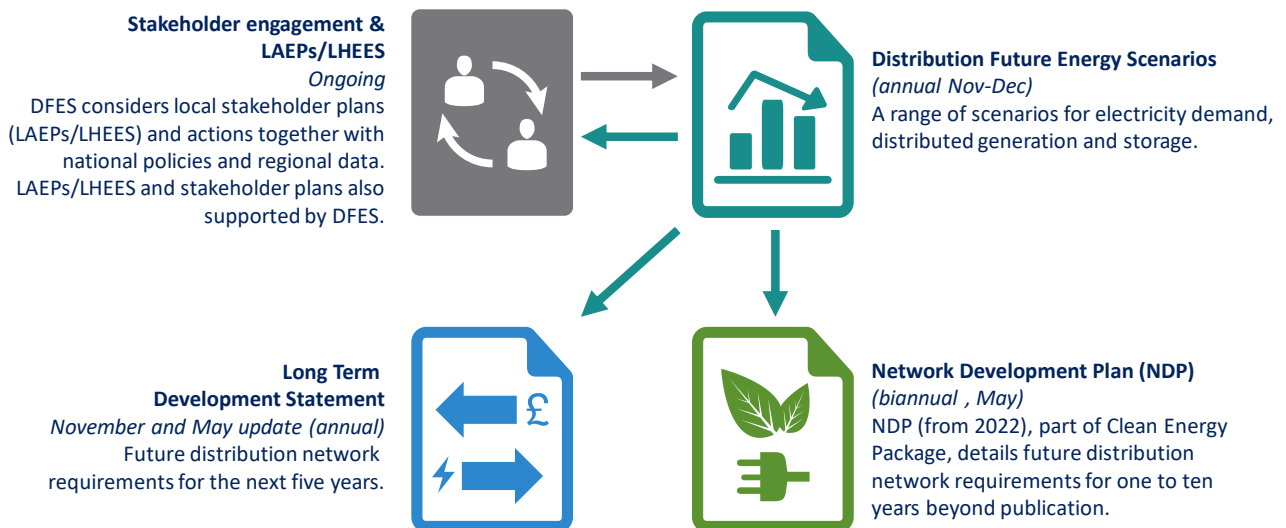 Stakeholder engagement &
LAEPs/LHEES
Ongoing
DFES considers local stakeholder plans
(LAEPs/LHEES) and actions together with
national policies and regional data.
LAEPs/LHEES and stakeholder plans also
supported by DFES.
Distribution Future Energy Scenarios
(annual Nov-Dec)
A range of scenarios for electricity demand,
distributed generation and storage.
Long Term
Development Statement
November and May update (annual)
Future distribution network
requirements for the next five years.
£
Network Development Plan (NDP)
(biannual , May)
NDP (from 2022), part of Clean Energy
Package, details future distribution
network requirements for one to ten
years beyond publication.